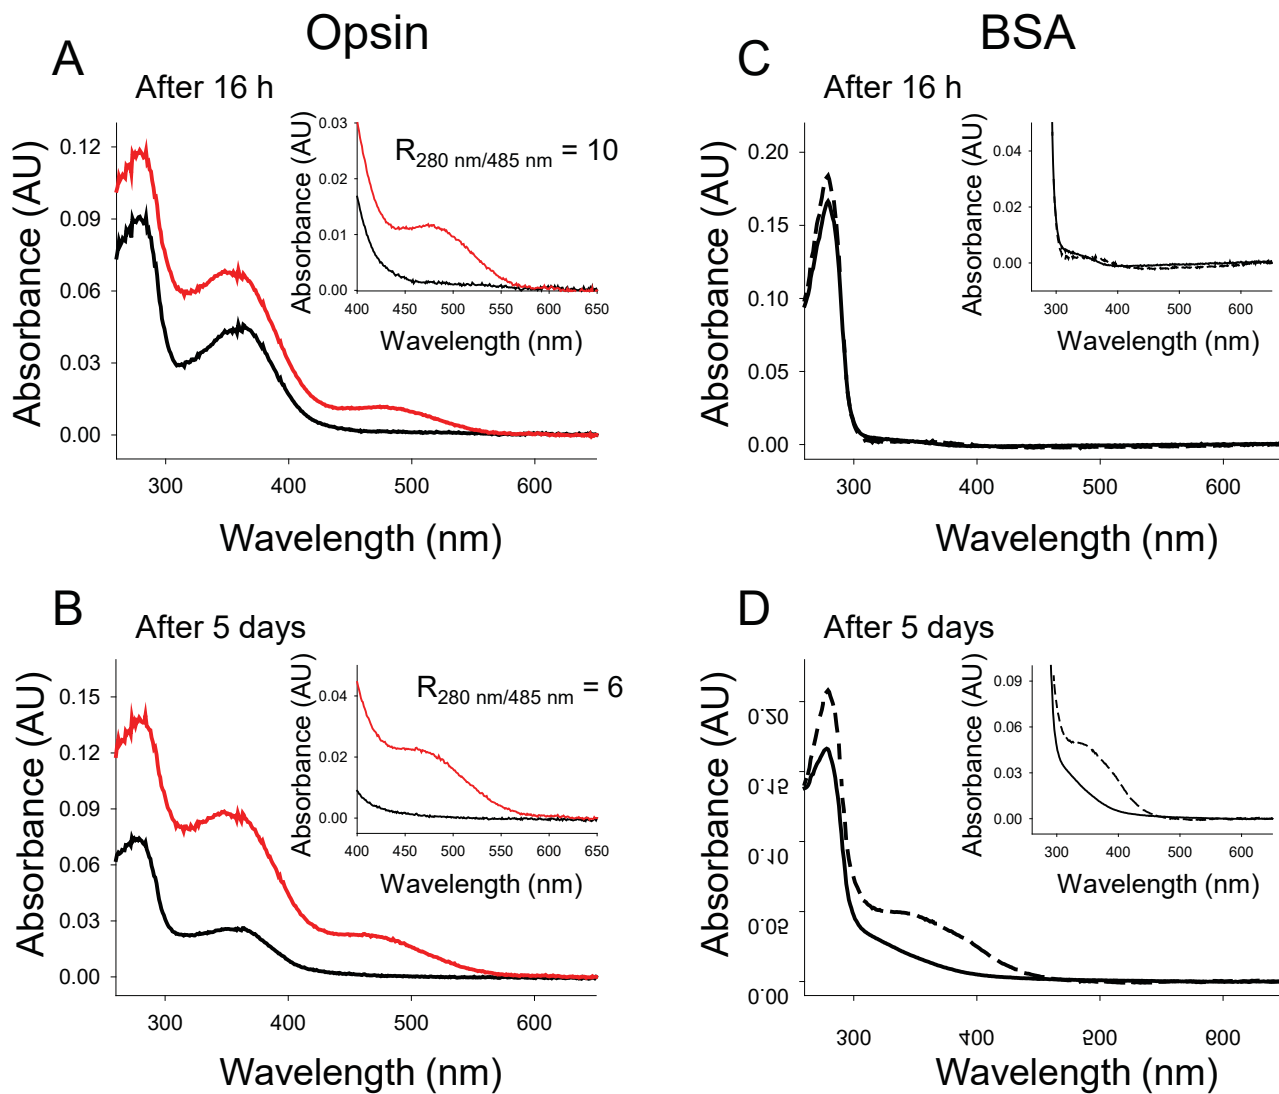 Opsin
BSA
A
After 16 h
Absorbance (AU)
0.12
0.09
0.06
0.03
0.00
300
400
500
600
Wavelength (nm)
Absorbance (AU)
0.03
0.02
0.01
0.00
400
450
500
550
600
650
Wavelength (nm)
R280 nm/485 nm = 10
C
After 16 h
Absorbance (AU)
0.20
0.15
0.10
0.05
0.00
300
400
500
600
Wavelength (nm)
Absorbance (AU)
0.04
0.02
0.00
300
400
500
600
Wavelength (nm)
B
After 5 days
Absorbance (AU)
0.15
0.12
0.09
0.06
0.03
0.00
300
400
500
600
Wavelength (nm)
Absorbance (AU)
0.04
0.02
0.00
400
450
500
550
600
650
Wavelength (nm)
R280 nm/485 nm = 6
D
After 5 days
Absorbance (AU)
0.20
0.15
0.10
0.05
0.00
300
400
500
600
Wavelength (nm)
Absorbance (AU)
0.09
0.06
0.03
0.00
300
400
500
600
Wavelength (nm)